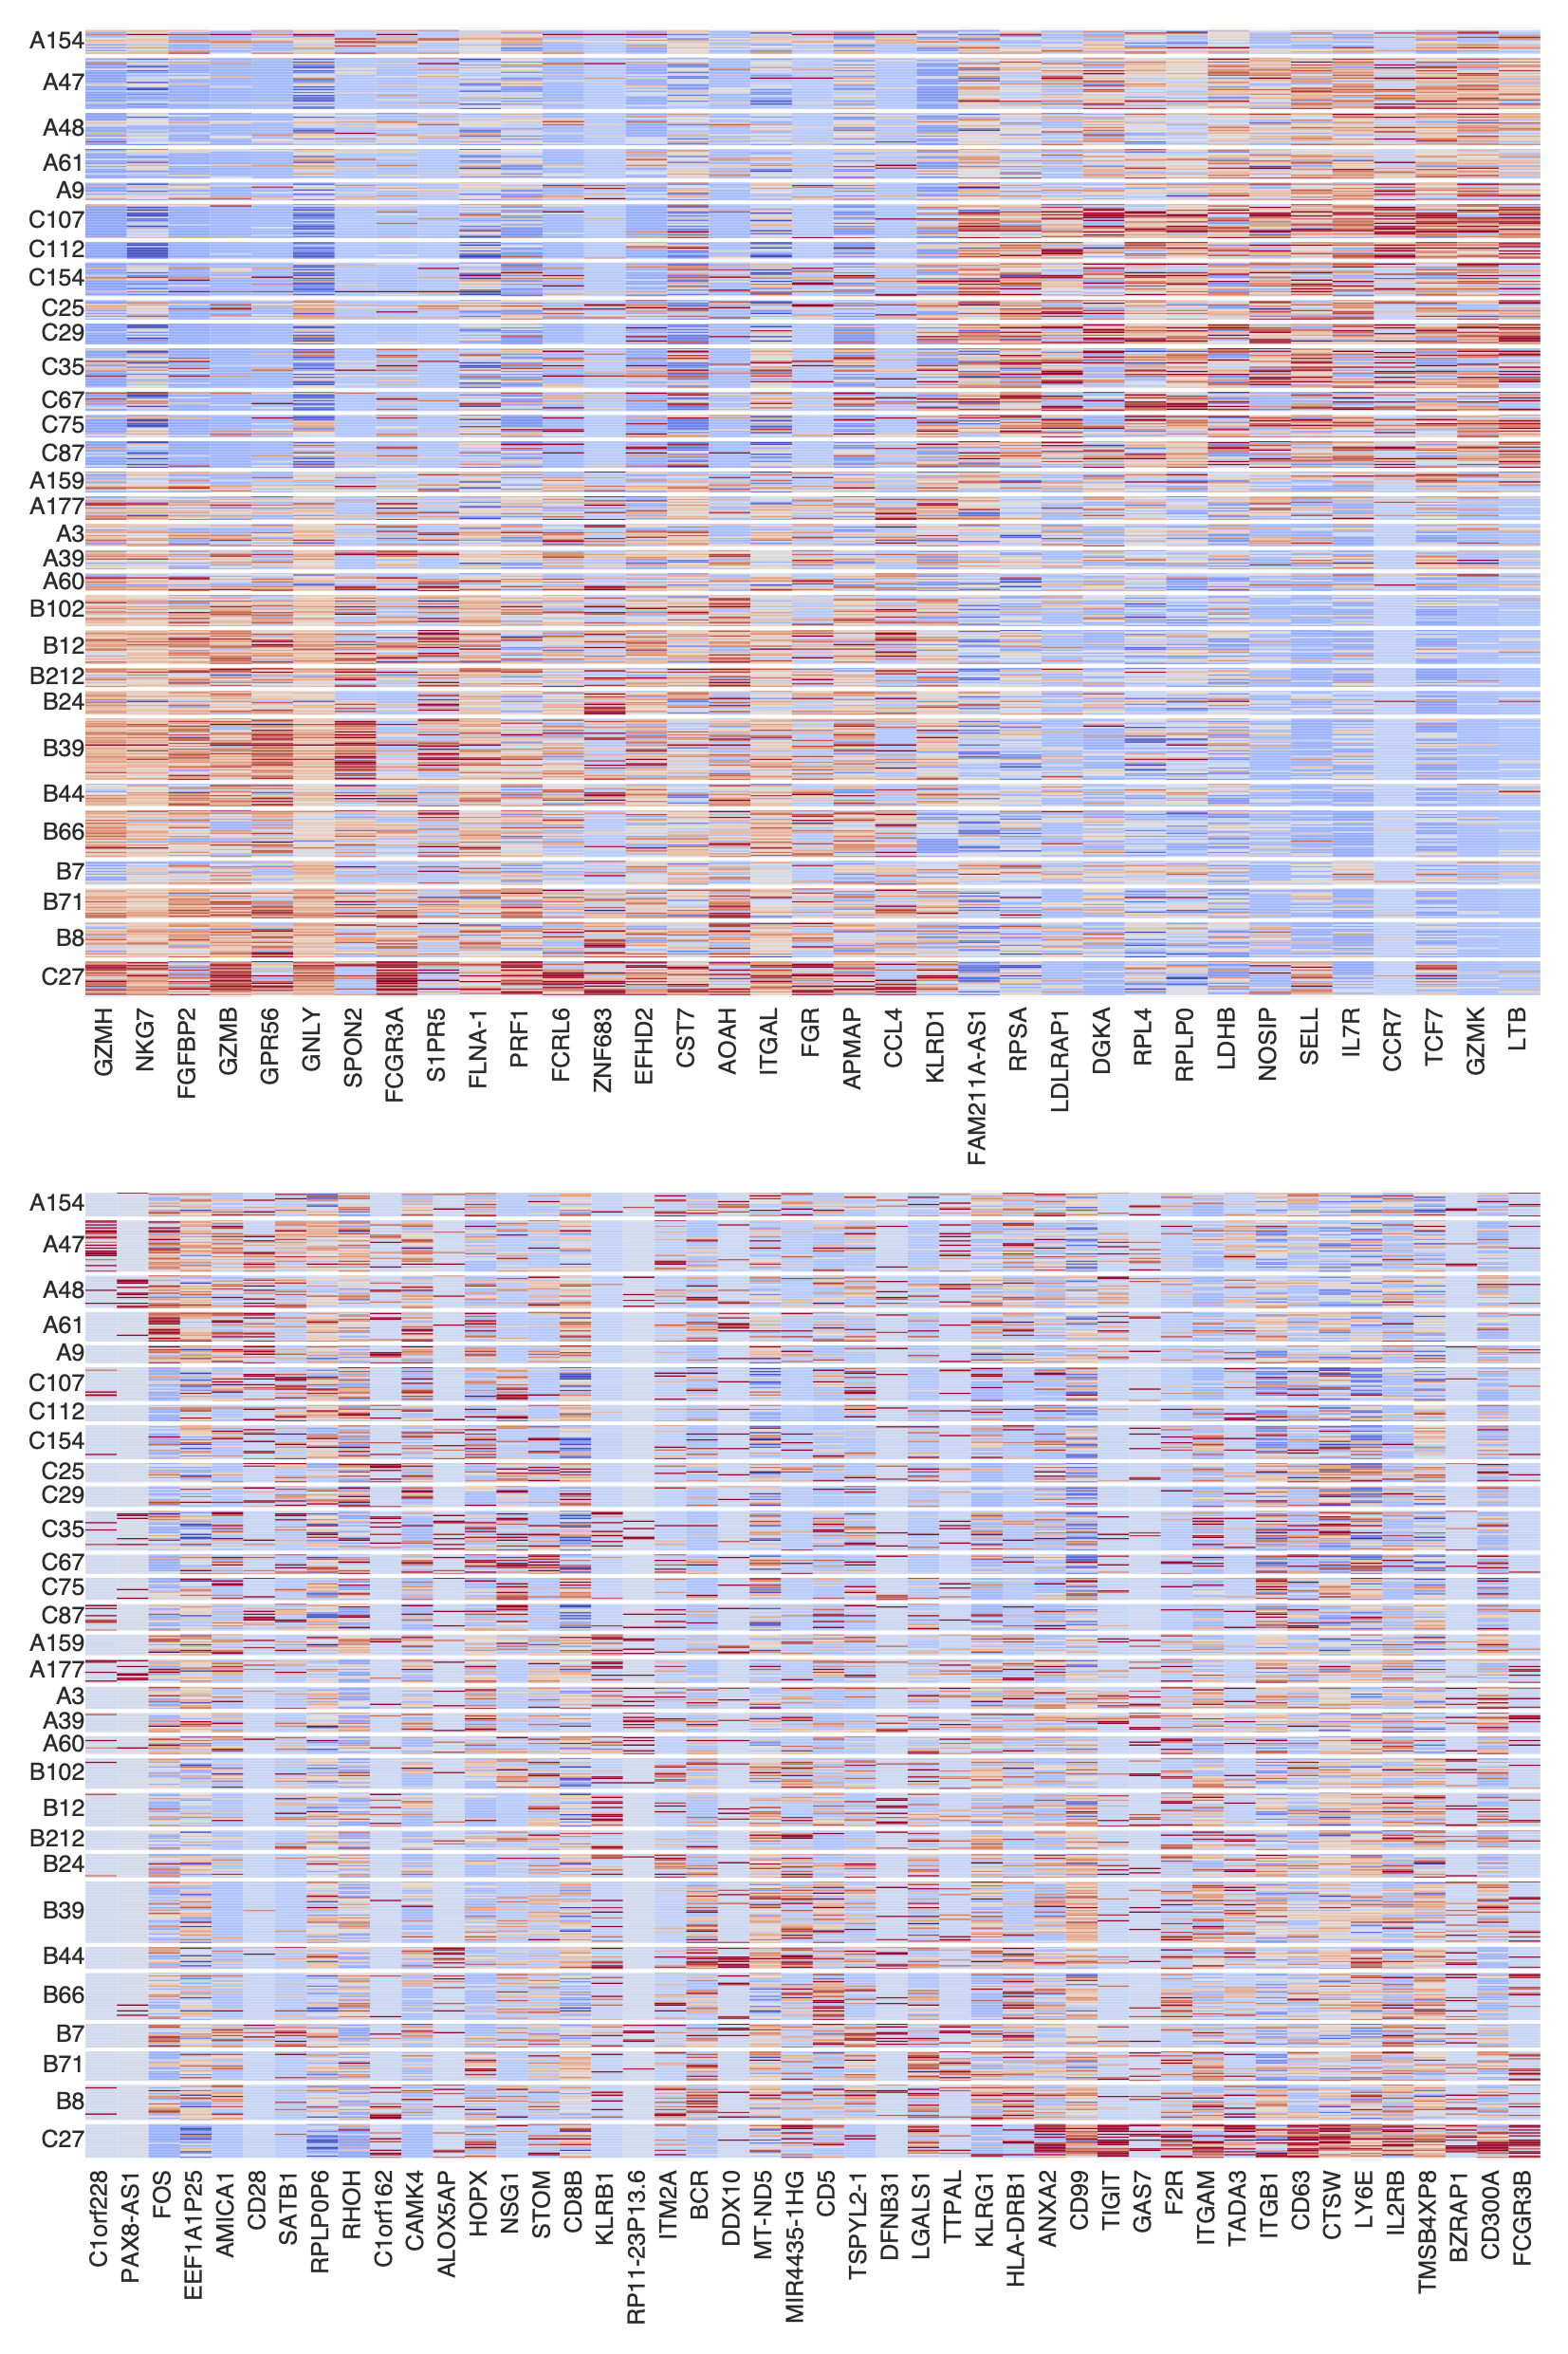 A154
A47
A48
A61
A9
C107
C112
C154
C25
C29
C35
C67
C75
C87
A159
A177
A3
A39
A60
B102
B12
B212
B24
B39
B44
B66
B7
B71
B8
C27
GZMH
NKG7
FGFBP2
GZMB
GPR56
GNLY
SPON2
FCGR3A
S1PR5
FLNA-1
PRF1
FCRL6
ZNF683
EFHD2
CST7
AOAH
ITGAL
FGR
APMAP
CCL4
KLRD1
FAM211A-AS1
RPSA
LDLRAP1
DGKA
RPL4
RPLP0
LDHB
NOSIP
SELL
IL7R
CCR7
TCF7
GZMK
LTB
A154
A47
A48
A61
A9
C107
C112
C154
C25
C29
C35
C67
C75
C87
A159
A177
A3
A39
A60
B102
B12
B212
B24
B39
B44
B66
B7
B71
B8
C27
C1orf228
PAX8-AS1
FOS
EEF1A1P25
AMICA1
CD28
SATB1
RPLP0P6
RHOH
C1orf162
CAMK4
ALOX5AP
HOPX
NSG1
STOM
CD8B
KLRB1
RP11-23P13.6
ITM2A
BCR
DDX10
MT-ND5
MIR4435-1HG
CD5
TSPYL2-1
DFNB31
LGALS1
TTPAL
KLRG1
HLA-DRB1
ANXA2
CD99
TIGIT
GAS7
F2R
ITGAM
TADA3
ITGB1
CD63
CTSW
LY6E
IL2RB
TMSB4XP8
BZRAP1
CD300A
FCGR3B